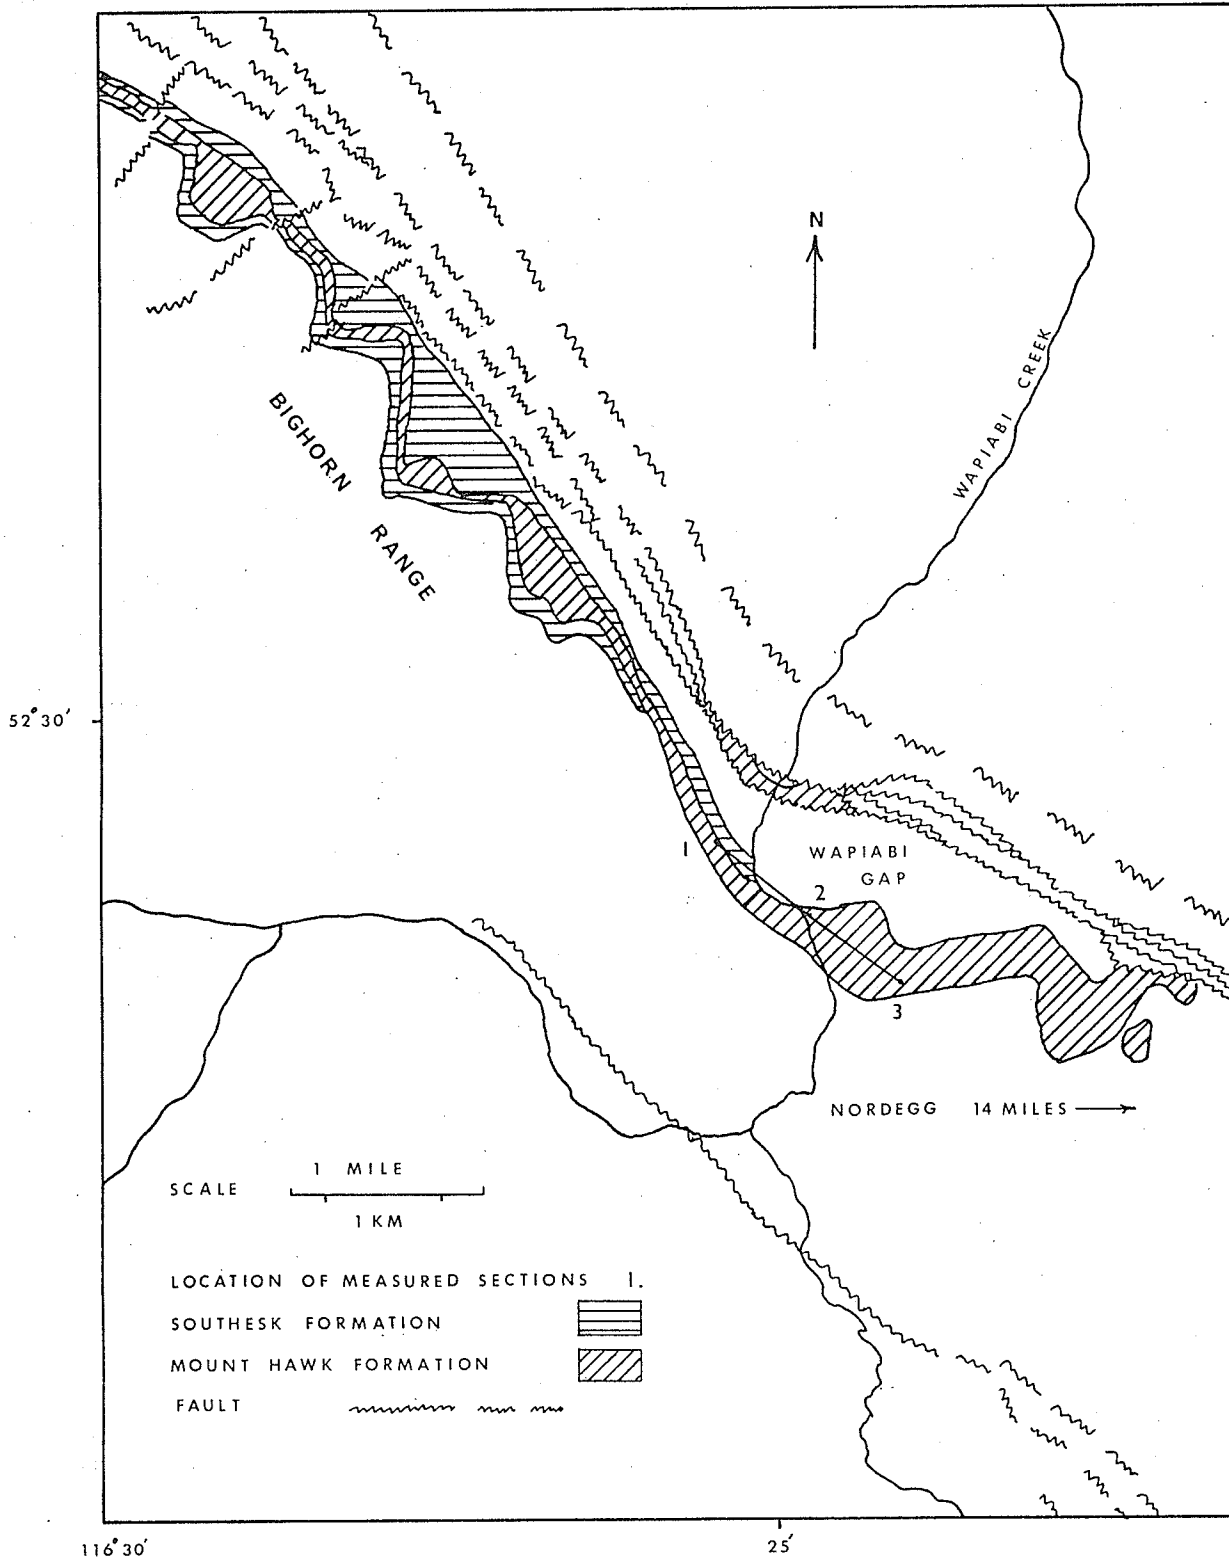 N
WAPIABI CREEK
BIGHORN
RANGE
52°30'
1
WAPIABI
GAP
2
3
NORDEGG 14 MILES
1 MILE
SCALE
1 KM
LOCATION OF MEASURED SECTIONS 1.
SOUTHESK FORMATION
MOUNT HAWK FORMATION
FAULT
116°30'
25'